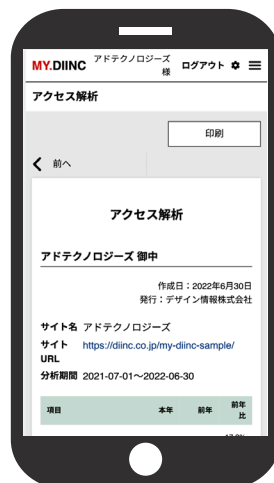 MY.DIINC アドテクノロジーズ 様 ログアウト
アクセス解析
印刷
前へ
アクセス解析
アドテクノロジーズ 御中
作成日：2022年6月30日
発行：デザイン情報株式会社
サイト名 アドテクノロジーズ
サイトURL https://diinc.co.jp/my-diinc-sample/
分析期間 2021-07-01～2022-06-30
項目 本年 前年 前年比